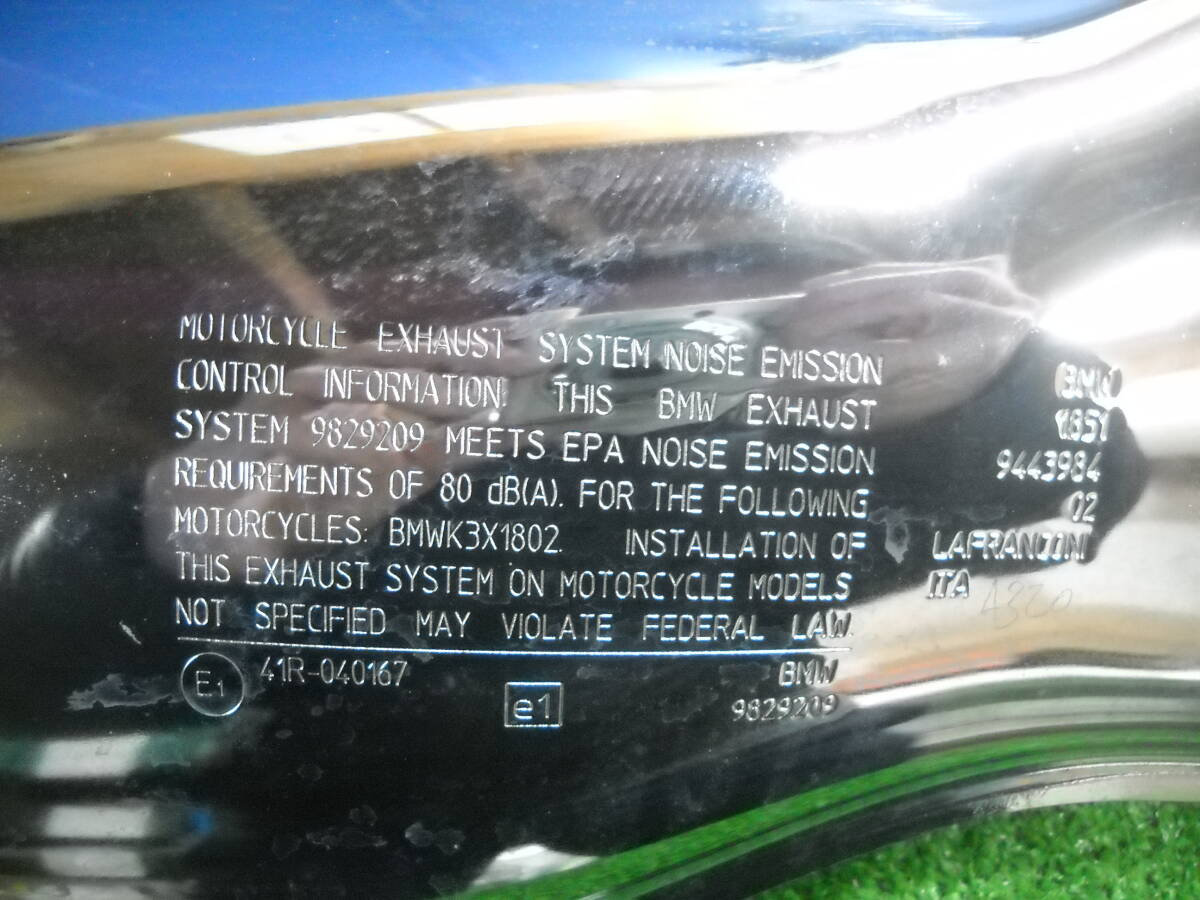 MOTORCYCLE EXHAUST SYSTEM NOISE EMISSION
CONTROL INFORMATION: THIS BMW EXHAUST
SYSTEM 9829209 MEETS EPA NOISE EMISSION
REQUIREMENTS OF 80 dB(A). FOR THE FOLLOWING
MOTORCYCLES: BMWK3X1802. INSTALLATION OF
THIS EXHAUST SYSTEM ON MOTORCYCLE MODELS
NOT SPECIFIED MAY VIOLATE FEDERAL LAW.
E1 41R-040167
e1
BMW
9829209
BMW
1851
9443984
02
LAFRANCONI
ITA